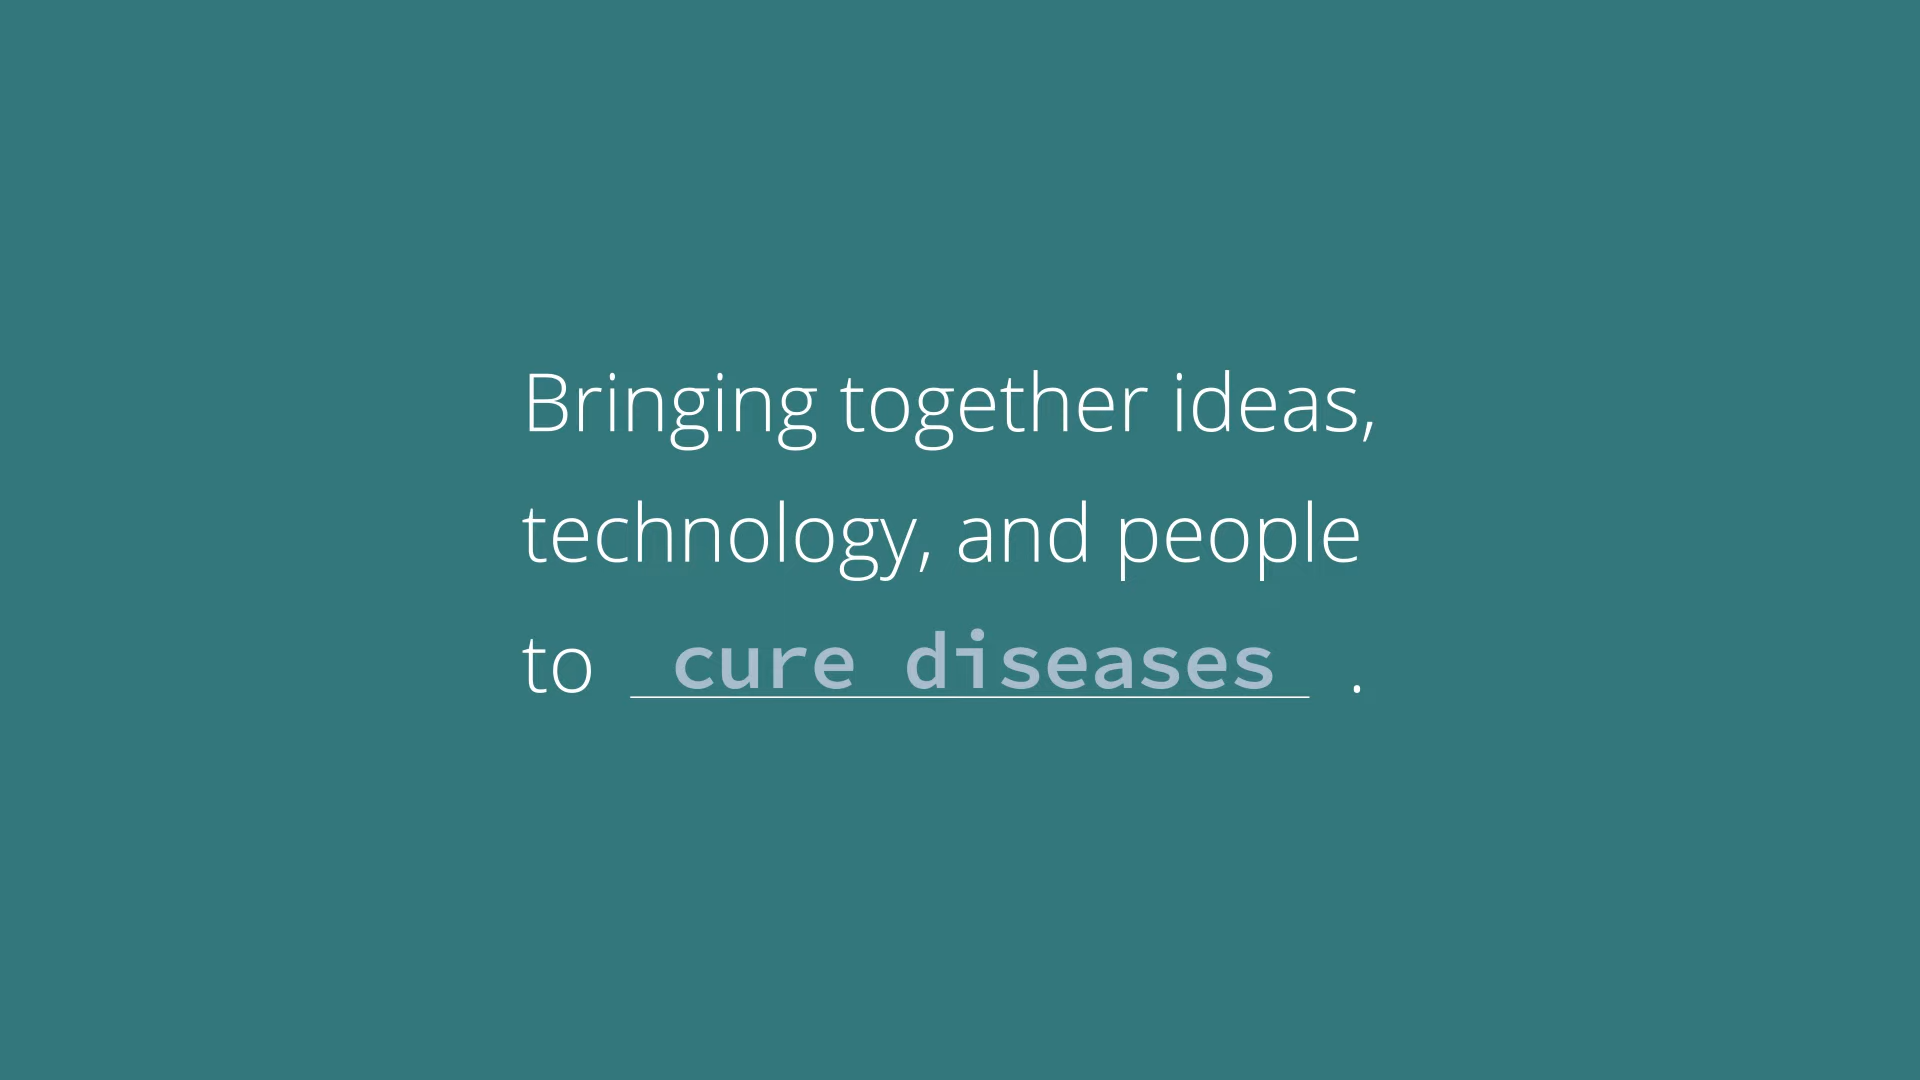 Bringing together ideas,
technology, and people
to cure diseases .